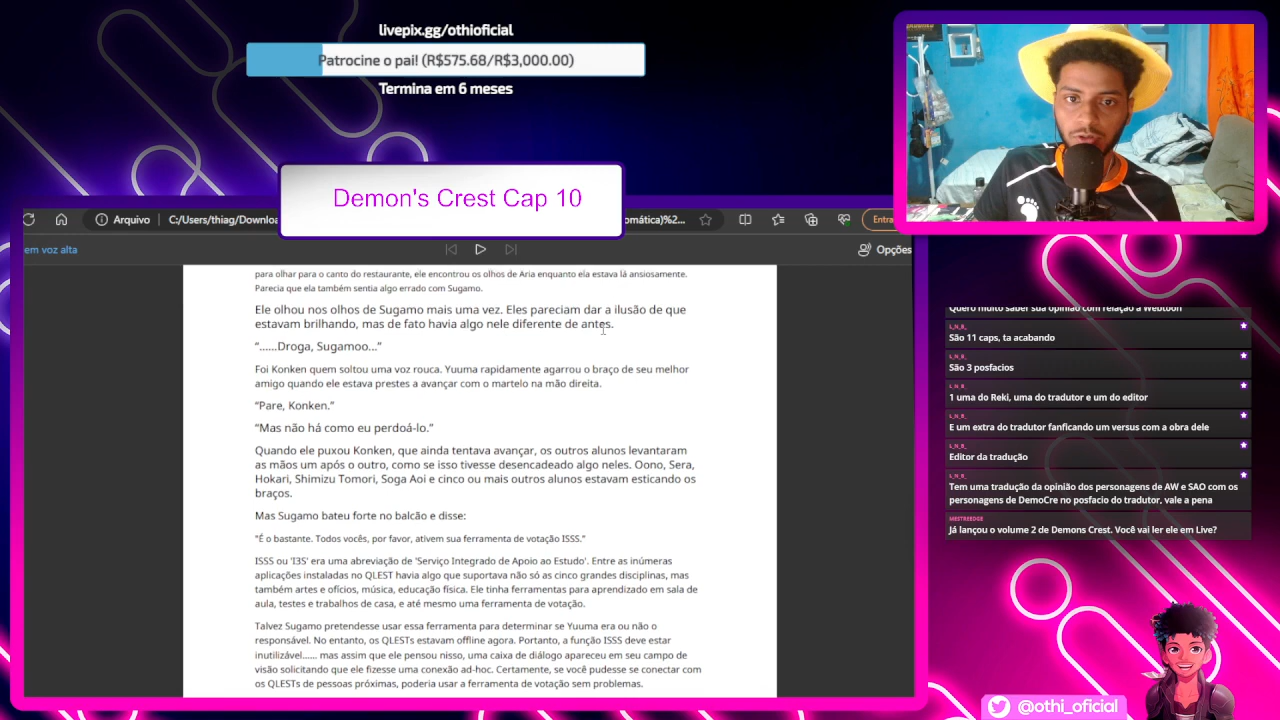 livepix.gg/othioficial
Patrocine o pai! (R$575.68/R$3,000.00)
Termina em 6 meses
Demon's Crest Cap 10
Arquivo
C:/Users/thiag/Downloa
omática)%2...
Entra
em voz alta
Opções
para olhar para o canto do restaurante, ele encontrou os olhos de Aria enquanto ela estava lá ansiosamente.
Parecia que ela também sentia algo errado com Sugamo.
Ele olhou nos olhos de Sugamo mais uma vez. Eles pareciam dar a ilusão de que
estavam brilhando, mas de fato havia algo nele diferente de antes.
“......Droga, Sugamoo...”
Foi Konken quem soltou uma voz rouca. Yuuma rapidamente agarrou o braço de seu melhor
amigo quando ele estava prestes a avançar com o martelo na mão direita.
“Pare, Konken.”
“Mas não há como eu perdoá-lo.”
Quando ele puxou Konken, que ainda tentava avançar, os outros alunos levantaram
as mãos um após o outro, como se isso tivesse desencadeado algo neles. Oono, Sera,
Hokari, Shimizu Tomori, Soga Aoi e cinco ou mais outros alunos estavam esticando os
braços.
Mas Sugamo bateu forte no balcão e disse:
“É o bastante. Todos vocês, por favor, ativem sua ferramenta de votação ISSS.”
ISSS ou 'I3S' era uma abreviação de 'Serviço Integrado de Apoio ao Estudo'. Entre as inúmeras
aplicações instaladas no QLEST havia algo que suportava não só as cinco grandes disciplinas, mas
também artes e ofícios, música, educação física. Ele tinha ferramentas para aprendizado em sala de
aula, testes e trabalhos de casa, e até mesmo uma ferramenta de votação.
Talvez Sugamo pretendesse usar essa ferramenta para determinar se Yuuma era ou não o
responsável. No entanto, os QLESTs estavam offline agora. Portanto, a função ISSS deve estar
inutilizável...... mas assim que ele pensou nisso, uma caixa de diálogo apareceu em seu campo de
visão solicitando que ele fizesse uma conexão ad-hoc. Certamente, se você pudesse se conectar com
os QLESTs de pessoas próximas, poderia usar a ferramenta de votação sem problemas.
Quero muito saber sua opinião com relação a Webtoon
L_N_R_
São 11 caps, ta acabando
L_N_R_
São 3 posfacios
L_N_R_
1 uma do Reki, uma do tradutor e um do editor
L_N_R_
E um extra do tradutor fanficando um versus com a obra dele
L_N_R_
Editor da tradução
L_N_R_
Tem uma tradução da opinião dos personagens de AW e SAO com os
personagens de DemoCre no posfacio do tradutor, vale a pena
MESTREEDGE
Já lançou o volume 2 de Demons Crest. Você vai ler ele em Live?
@othi_oficial